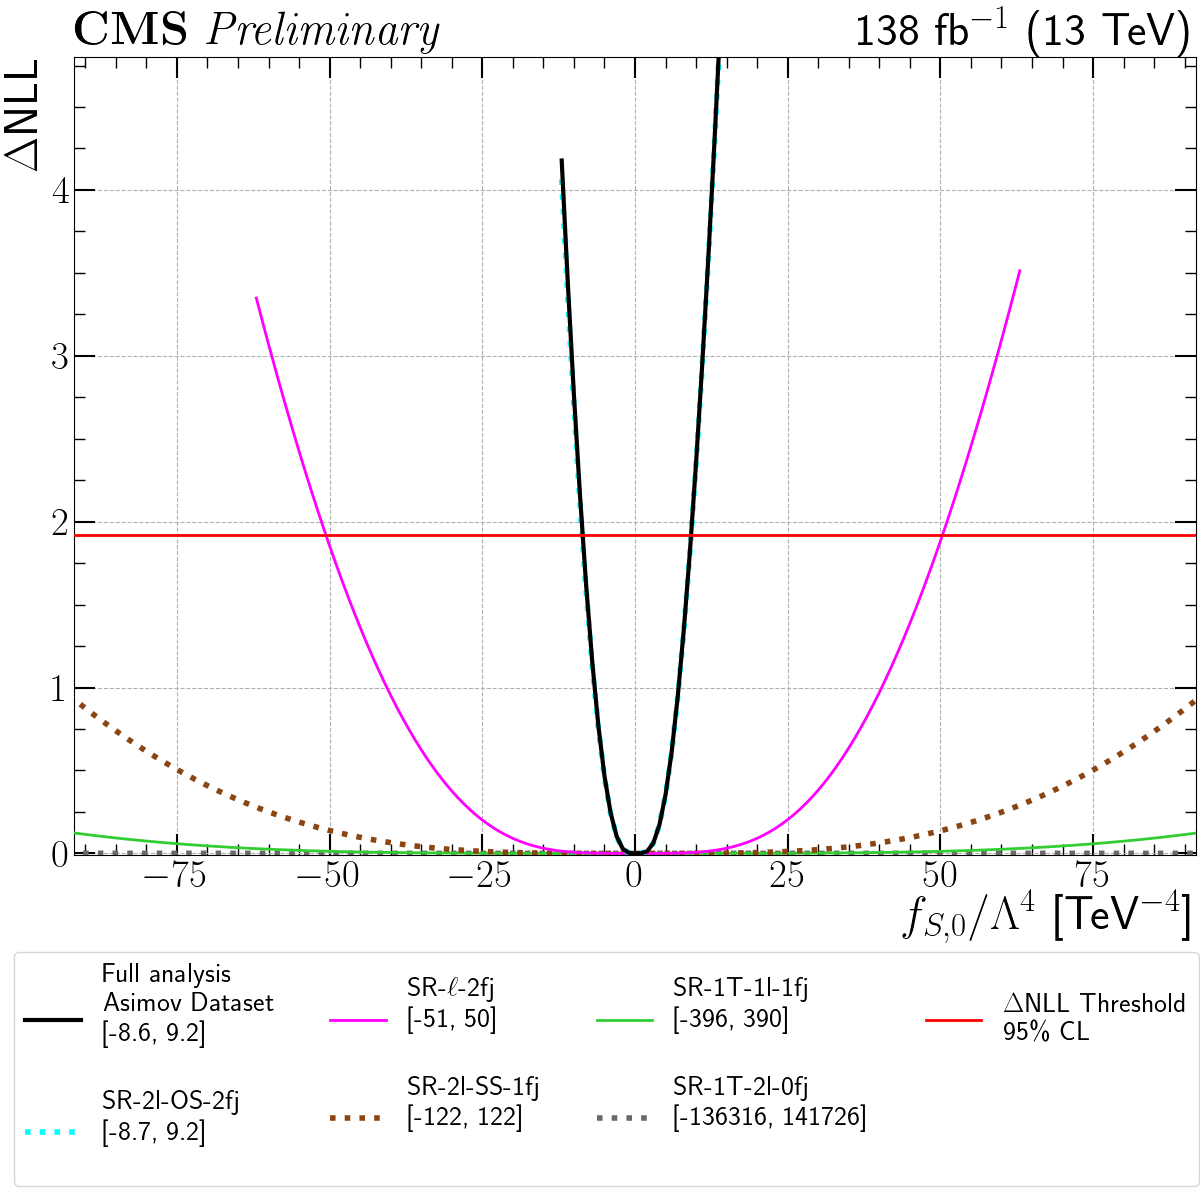 CMS Preliminary 138 fb⁻¹ (13 TeV)
ΔNLL
4
3
2
1
0
−75 −50 −25 0 25 50 75
f_{S,0}/Λ⁴ [TeV⁻⁴]
Full analysis
Asimov Dataset
[-8.6, 9.2]
SR-2l-OS-2fj
[-8.7, 9.2]
SR-ℓ-2fj
[-51, 50]
SR-2l-SS-1fj
[-122, 122]
SR-1T-1l-1fj
[-396, 390]
SR-1T-2l-0fj
[-136316, 141726]
ΔNLL Threshold
95% CL